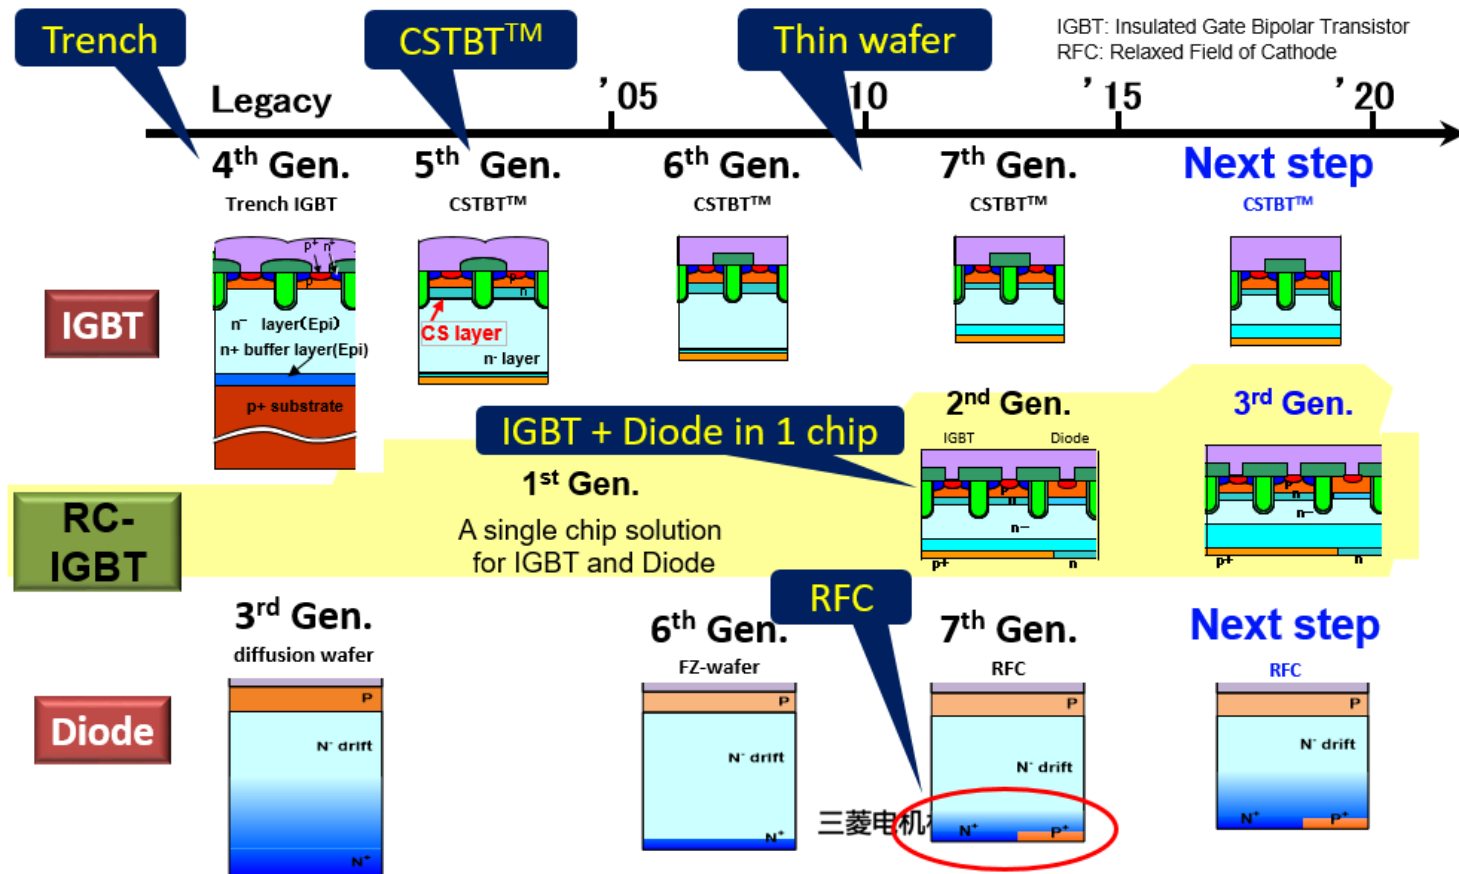 Trench
CSTBT™
Thin wafer
IGBT: Insulated Gate Bipolar Transistor
RFC: Relaxed Field of Cathode
Legacy
’05
10
’15
’20
4th Gen.
5th Gen.
6th Gen.
7th Gen.
Next step
Trench IGBT
CSTBT™
CSTBT™
CSTBT™
CSTBT™
IGBT
p+ n+
p
n− layer(Epi)
n+ buffer layer(Epi)
p+ substrate
p
n
CS layer
n- layer
2nd Gen.
3rd Gen.
IGBT + Diode in 1 chip
IGBT
Diode
RC-
IGBT
1st Gen.
A single chip solution
for IGBT and Diode
P
n
n−
p+
n
P
n
n−
p+
n
RFC
3rd Gen.
6th Gen.
7th Gen.
Next step
diffusion wafer
FZ-wafer
RFC
RFC
Diode
P
N- drift
N+
P
N- drift
N+
P
N- drift
N+
P+
P
N- drift
N+
P+
三菱电机